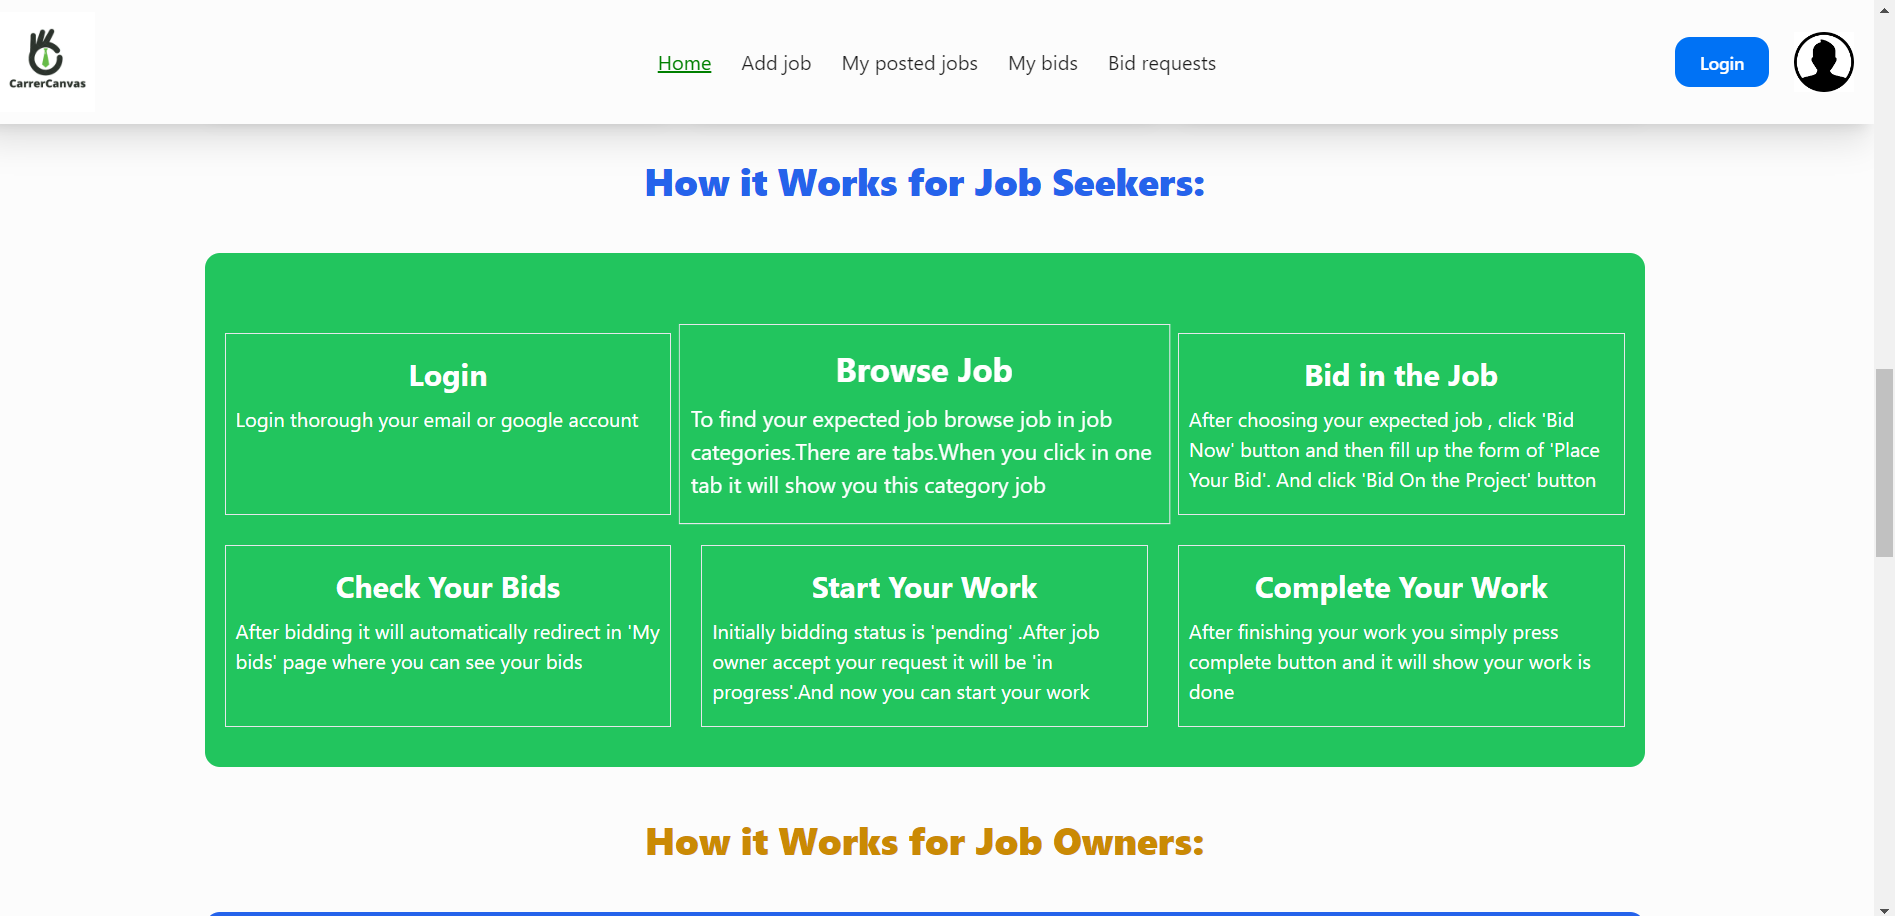 CarrerCanvas
Home Add job My posted jobs My bids Bid requests
Login
How it Works for Job Seekers:
Login
Login thorough your email or google account
Browse Job
To find your expected job browse job in job
categories.There are tabs.When you click in one
tab it will show you this category job
Bid in the Job
After choosing your expected job , click 'Bid
Now' button and then fill up the form of 'Place
Your Bid'. And click 'Bid On the Project' button
Check Your Bids
After bidding it will automatically redirect in 'My
bids' page where you can see your bids
Start Your Work
Initially bidding status is 'pending' .After job
owner accept your request it will be 'in
progress'.And now you can start your work
Complete Your Work
After finishing your work you simply press
complete button and it will show your work is
done
How it Works for Job Owners: